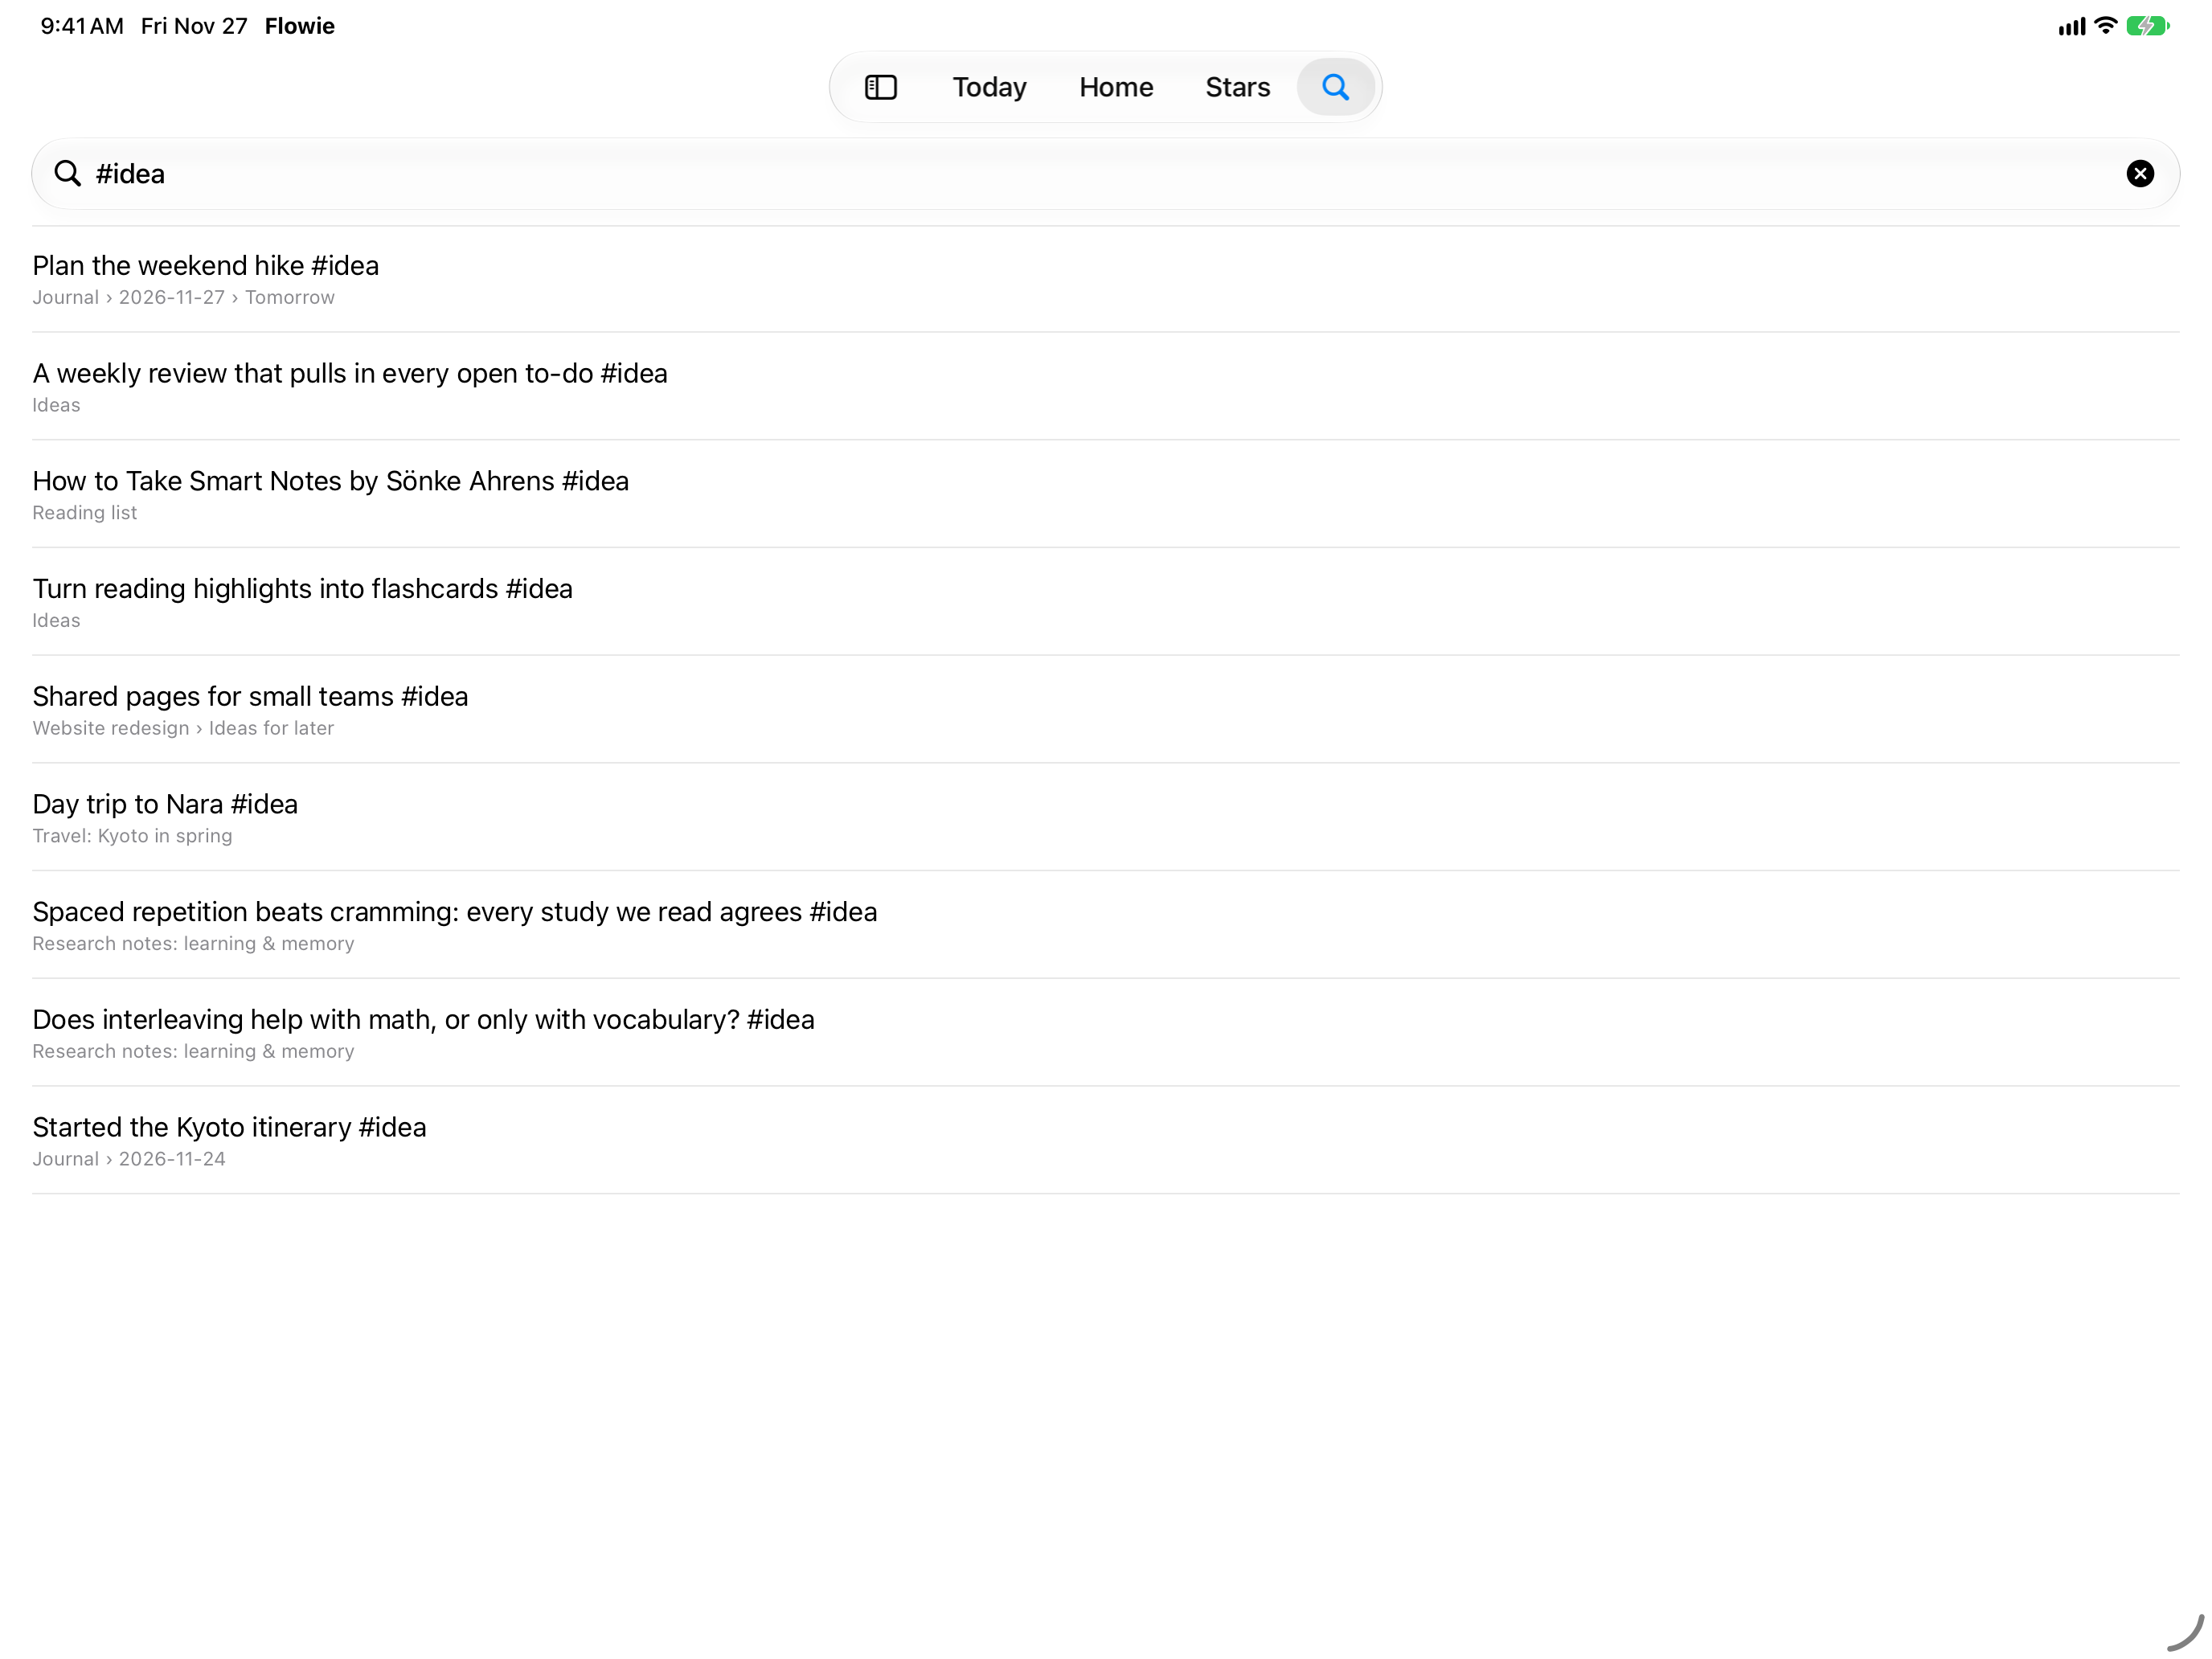 9:41 AM Fri Nov 27 Flowie
Today Home Stars
#idea
Plan the weekend hike #idea
Journal › 2026-11-27 › Tomorrow
A weekly review that pulls in every open to-do #idea
Ideas
How to Take Smart Notes by Sönke Ahrens #idea
Reading list
Turn reading highlights into flashcards #idea
Ideas
Shared pages for small teams #idea
Website redesign › Ideas for later
Day trip to Nara #idea
Travel: Kyoto in spring
Spaced repetition beats cramming: every study we read agrees #idea
Research notes: learning & memory
Does interleaving help with math, or only with vocabulary? #idea
Research notes: learning & memory
Started the Kyoto itinerary #idea
Journal › 2026-11-24